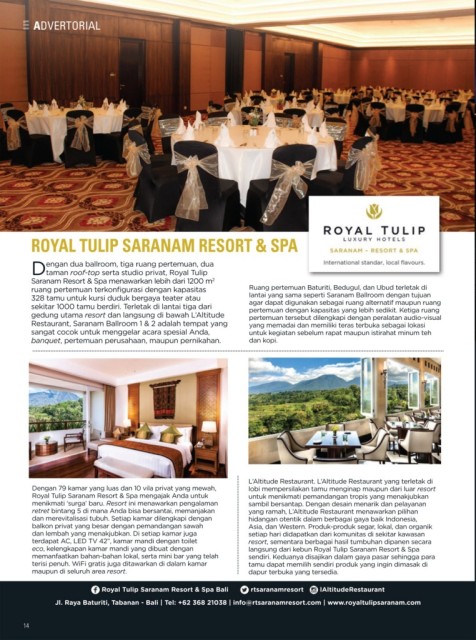 ADVERTORIAL
ROYAL TULIP
LUXURY HOTELS
SARANAM - RESORT & SPA
International standar, local flavours.
ROYAL TULIP SARANAM RESORT & SPA
Dengan dua ballroom, tiga ruang pertemuan, dua
taman roof-top serta studio privat, Royal Tulip
Saranam Resort & Spa menawarkan lebih dari 1200 m²
ruang pertemuan terkonfigurasi dengan kapasitas
328 tamu untuk kursi duduk bergaya teater atau
sekitar 1000 tamu berdiri. Terletak di lantai tiga dari
gedung utama resort dan langsung di bawah L'Altitude
Restaurant, Saranam Ballroom 1 & 2 adalah tempat yang
sangat cocok untuk menggelar acara spesial Anda,
banquet, pertemuan perusahaan, maupun pernikahan.
Ruang pertemuan Baturiti, Bedugul, dan Ubud terletak di
lantai yang sama seperti Saranam Ballroom dengan tujuan
agar dapat digunakan sebagai ruang alternatif maupun ruang
pertemuan dengan kapasitas yang lebih sedikit. Ketiga ruang
pertemuan tersebut dilengkapi dengan peralatan audio-visual
yang memadai dan memiliki teras terbuka sebagai lokasi
untuk kegiatan sebelum rapat maupun istirahat minum teh
dan kopi.
Dengan 79 kamar yang luas dan 10 vila privat yang mewah,
Royal Tulip Saranam Resort & Spa mengajak Anda untuk
menikmati 'surga' baru. Resort ini menawarkan pengalaman
retret bintang 5 di mana Anda bisa bersantai, memanjakan
dan merevitalisasi tubuh. Setiap kamar dilengkapi dengan
balkon privat yang besar dengan pemandangan sawah
dan lembah yang menakjubkan. Di setiap kamar juga
terdapat AC, LED TV 42", kamar mandi dengan toilet
eco, kelengkapan kamar mandi yang dibuat dengan
memanfaatkan bahan-bahan lokal, serta mini bar yang telah
terisi penuh. WiFi gratis juga ditawarkan di dalam kamar
maupun di seluruh area resort.
L'Altitude Restaurant. L'Altitude Restaurant yang terletak di
lobi mempersilakan tamu menginap maupun dari luar resort
untuk menikmati pemandangan tropis yang menakjubkan
sambil bersantap. Dengan desain menarik dan pelayanan
yang ramah, L'Altitude Restaurant menawarkan pilihan
hidangan otentik dalam berbagai gaya baik Indonesia,
Asia, dan Western. Produk-produk segar, lokal, dan organik
setiap hari didapatkan dari komunitas di sekitar kawasan
resort, sementara berbagai hasil tumbuhan dipanen secara
langsung dari kebun Royal Tulip Saranam Resort & Spa
sendiri. Keduanya disajikan dalam gaya pasar sehingga para
tamu dapat memilih sendiri produk yang ingin dimasak di
dapur terbuka yang tersedia.
Royal Tulip Saranam Resort & Spa Bali rtsaranamresort lAltitudeRestaurant
Jl. Raya Baturiti, Tabanan - Bali | Tel: +62 368 21038 | info@rtsaranamresort.com | www.royaltulipsaranam.com
14